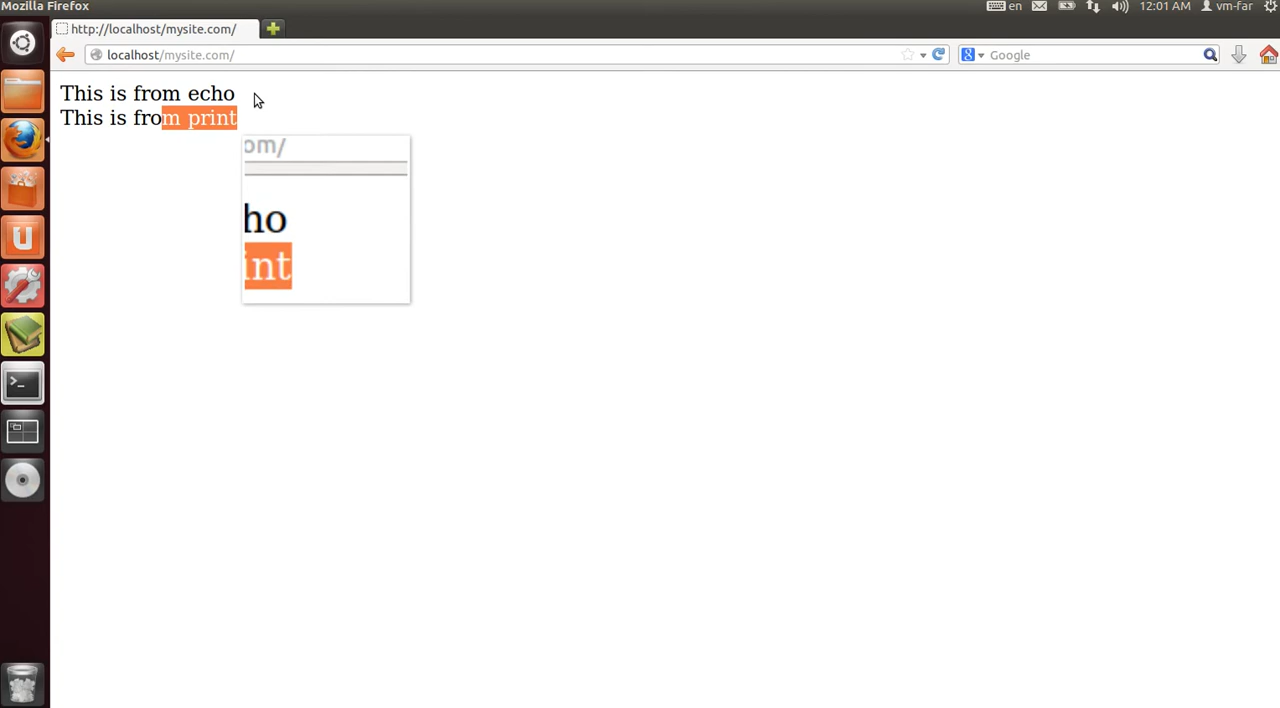 Mozilla Firefox
en
12:01 AM
vm-far
http://localhost/mysite.com/
localhost/mysite.com/
Google
This is from echo
This is from print
om/
ho
int